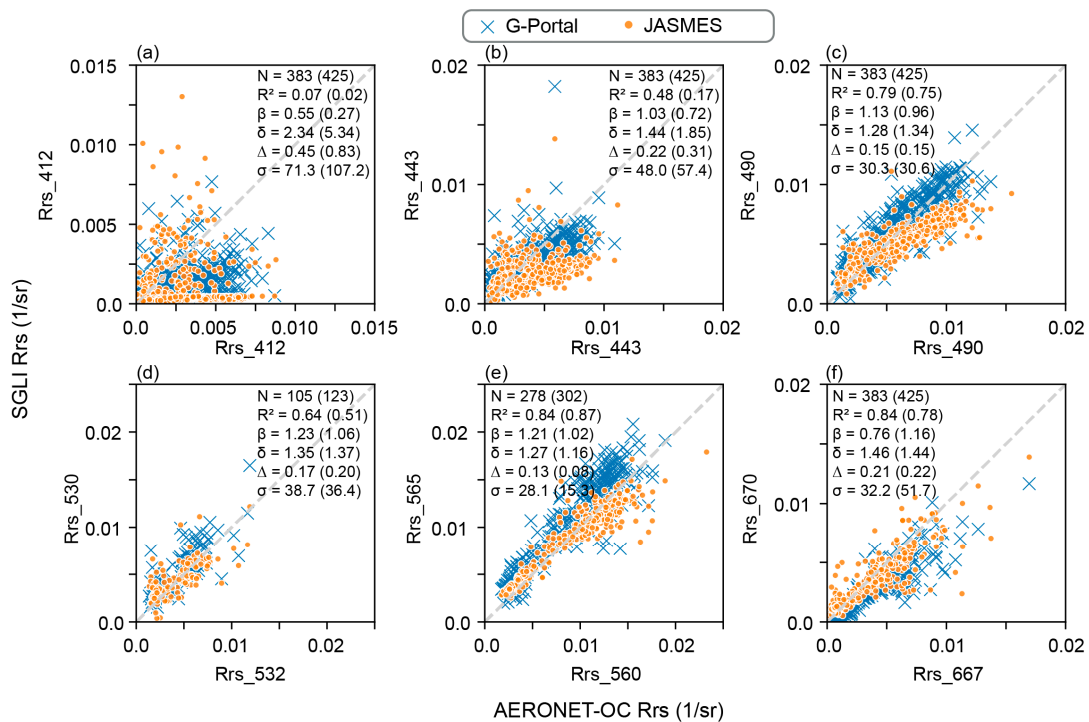 G-Portal JASMES
(a)
0.015
0.010
0.005
0.0
Rrs_412
N = 383 (425)
R² = 0.07 (0.02)
β = 0.55 (0.27)
δ = 2.34 (5.34)
Δ = 0.45 (0.83)
σ = 71.3 (107.2)
0.0 0.005 0.010 0.015
Rrs_412
(b)
0.02
0.01
0.0
Rrs_443
N = 383 (425)
R² = 0.48 (0.17)
β = 1.03 (0.72)
δ = 1.44 (1.85)
Δ = 0.22 (0.31)
σ = 48.0 (57.4)
0.0 0.01 0.02
Rrs_443
(c)
0.02
0.01
0.0
Rrs_490
N = 383 (425)
R² = 0.79 (0.75)
β = 1.13 (0.96)
δ = 1.28 (1.34)
Δ = 0.15 (0.15)
σ = 30.3 (30.6)
0.0 0.01 0.02
Rrs_490
SGLI Rrs (1/sr)
(d)
0.02
0.01
0.0
Rrs_530
N = 105 (123)
R² = 0.64 (0.51)
β = 1.23 (1.06)
δ = 1.35 (1.37)
Δ = 0.17 (0.20)
σ = 38.7 (36.4)
0.0 0.01 0.02
Rrs_532
(e)
0.02
0.01
0.0
Rrs_565
N = 278 (302)
R² = 0.84 (0.87)
β = 1.21 (1.02)
δ = 1.27 (1.16)
Δ = 0.13 (0.08)
σ = 28.1 (15.3)
0.0 0.01 0.02
Rrs_560
(f)
0.02
0.01
0.0
Rrs_670
N = 383 (425)
R² = 0.84 (0.78)
β = 0.76 (1.16)
δ = 1.46 (1.44)
Δ = 0.21 (0.22)
σ = 32.2 (51.7)
0.0 0.01 0.02
Rrs_667
AERONET-OC Rrs (1/sr)